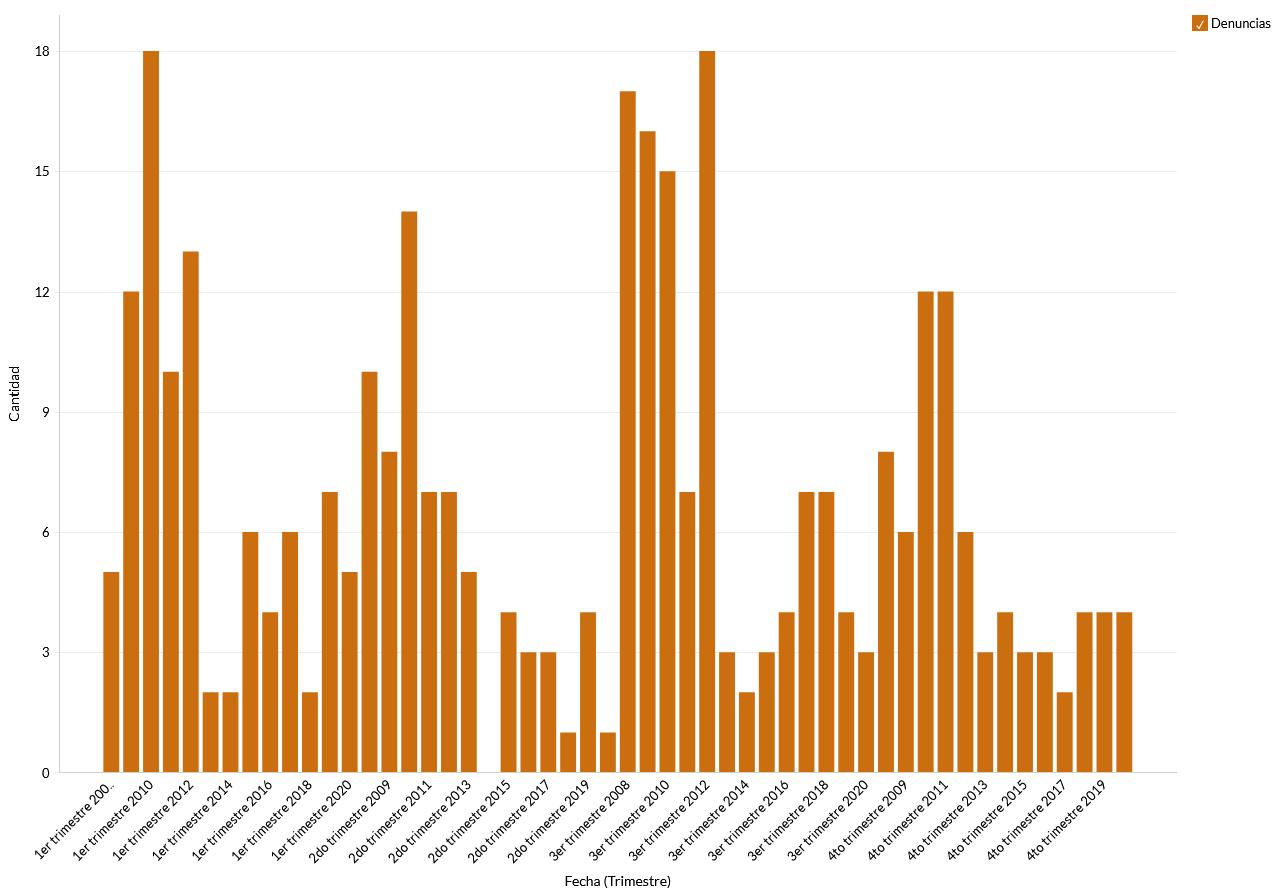 Denuncias
18
15
12
9
6
3
0
Cantidad
1er trimestre 200..
1er trimestre 2010
1er trimestre 2012
1er trimestre 2014
1er trimestre 2016
1er trimestre 2018
1er trimestre 2020
2do trimestre 2009
2do trimestre 2011
2do trimestre 2013
2do trimestre 2015
2do trimestre 2017
2do trimestre 2019
3er trimestre 2008
3er trimestre 2010
3er trimestre 2012
3er trimestre 2014
3er trimestre 2016
3er trimestre 2018
3er trimestre 2020
4to trimestre 2009
4to trimestre 2011
4to trimestre 2013
4to trimestre 2015
4to trimestre 2017
4to trimestre 2019
Fecha (Trimestre)